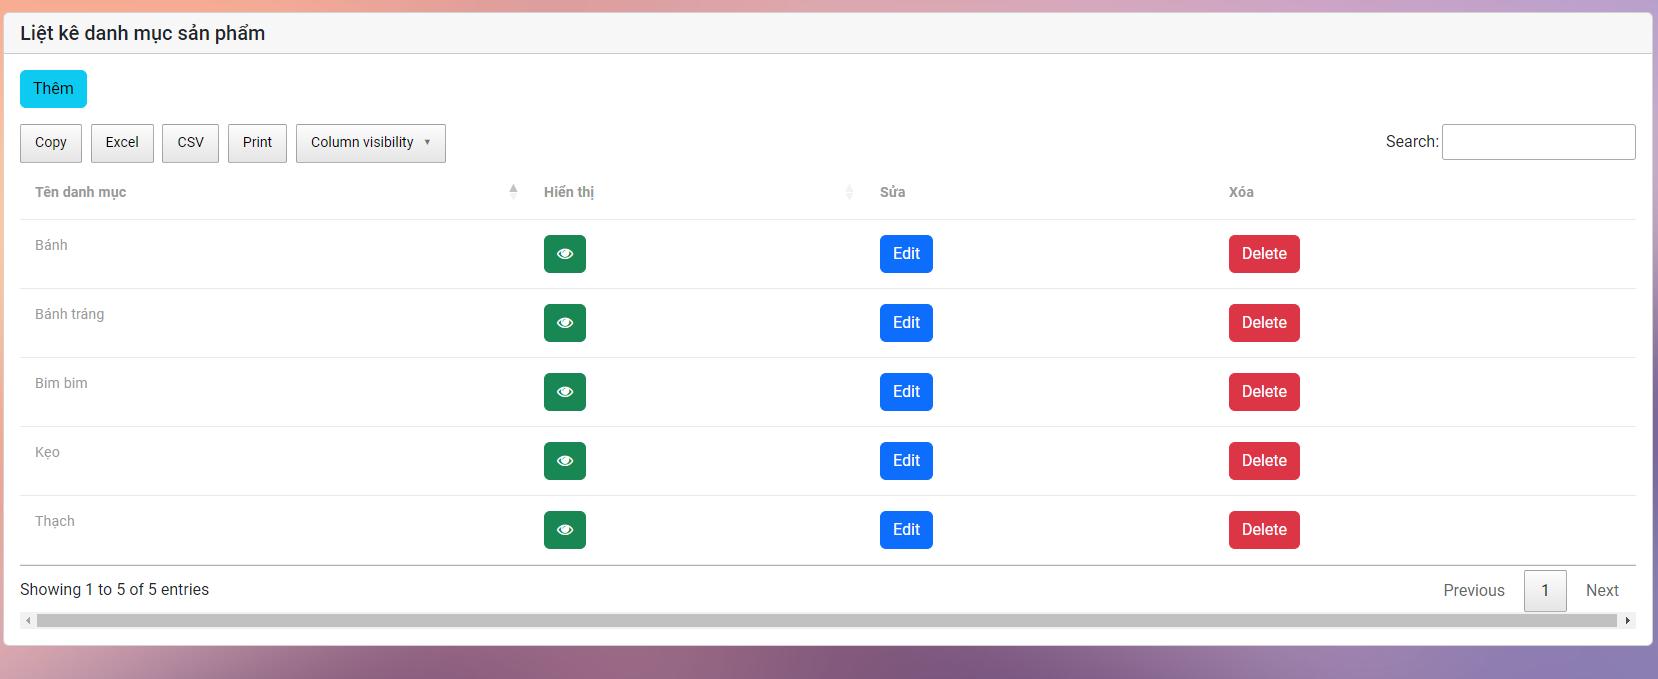 Liệt kê danh mục sản phẩm
Thêm
Copy Excel CSV Print Column visibility Search:
Tên danh mục Hiển thị Sửa Xóa
Bánh Edit Delete
Bánh tráng Edit Delete
Bim bim Edit Delete
Kẹo Edit Delete
Thạch Edit Delete
Showing 1 to 5 of 5 entries Previous 1 Next